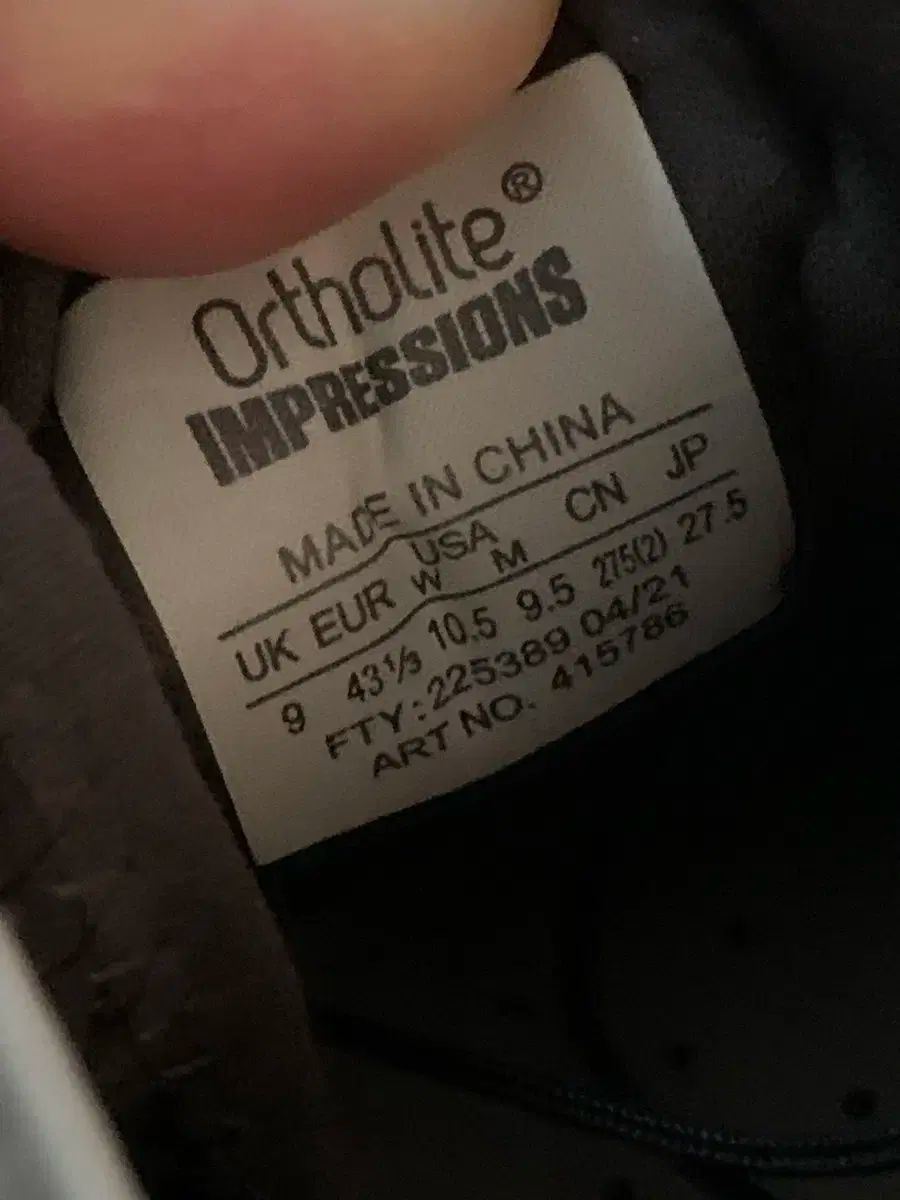 Ortholite®
IMPRESSIONS
MADE IN CHINA
UK EUR USA CN JP
W M
9 43⅓ 10.5 9.5 275(2) 27.5
FTY:225389 04/21
ART NO. 415786